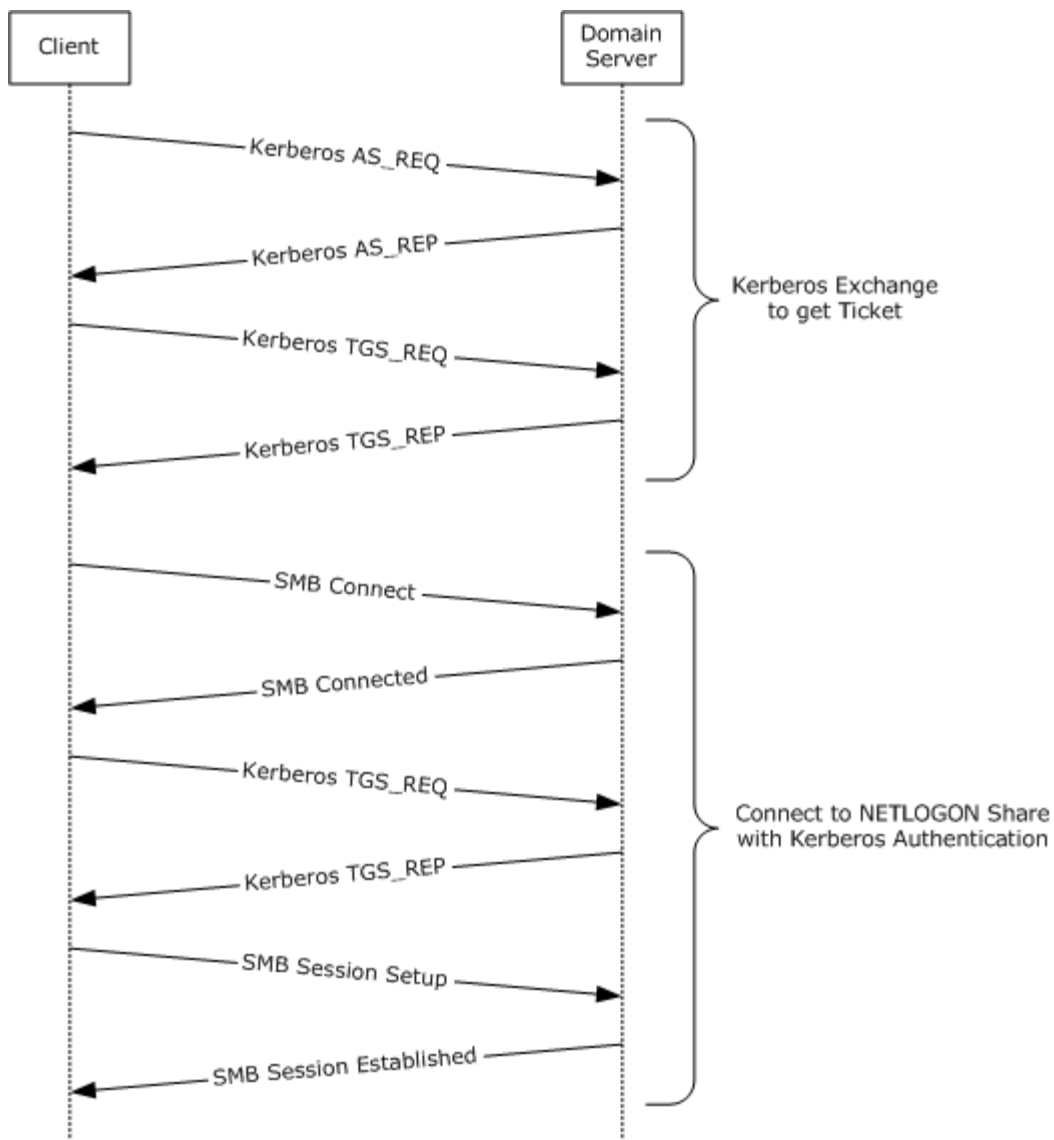 Client
Domain
Server
Kerberos AS_REQ
Kerberos AS_REP
Kerberos Exchange
to get Ticket
Kerberos TGS_REQ
Kerberos TGS_REP
SMB Connect
SMB Connected
Kerberos TGS_REQ
Connect to NETLOGON Share
with Kerberos Authentication
Kerberos TGS_REP
SMB Session Setup
SMB Session Established